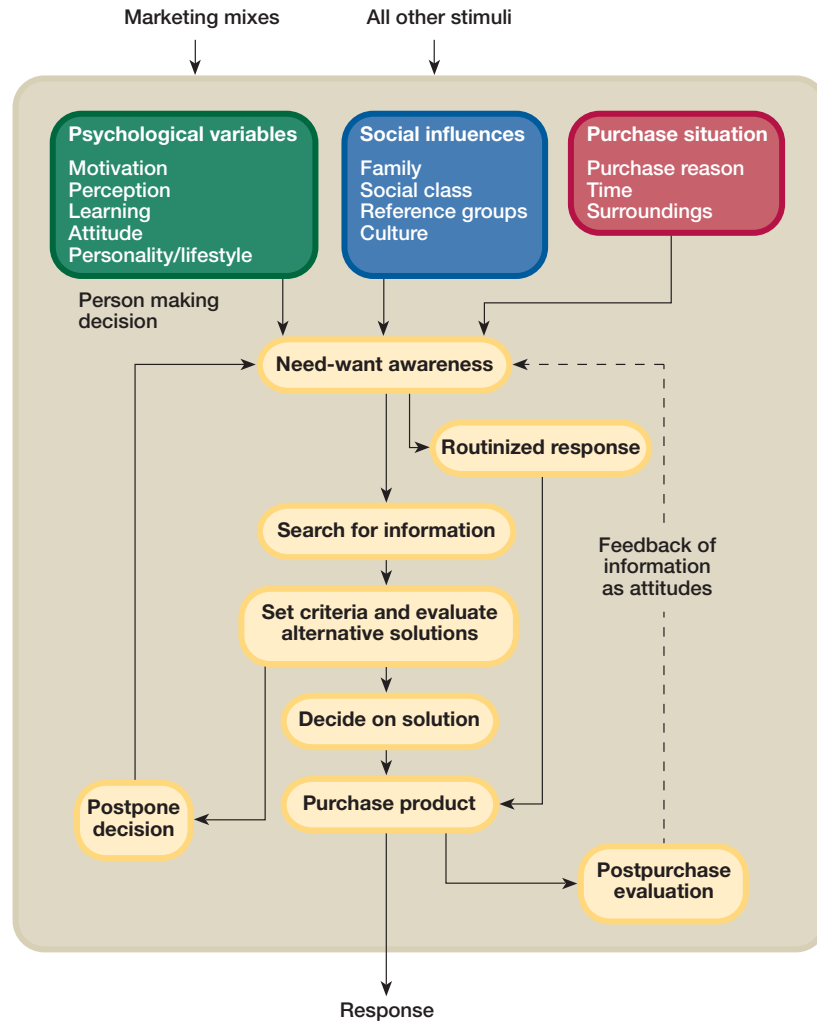 Marketing mixes
All other stimuli
Psychological variables
Motivation
Perception
Learning
Attitude
Personality/lifestyle
Social influences
Family
Social class
Reference groups
Culture
Purchase situation
Purchase reason
Time
Surroundings
Person making
decision
Need-want awareness
Routinized response
Search for information
Feedback of
information
as attitudes
Set criteria and evaluate
alternative solutions
Decide on solution
Postpone
decision
Purchase product
Postpurchase
evaluation
Response